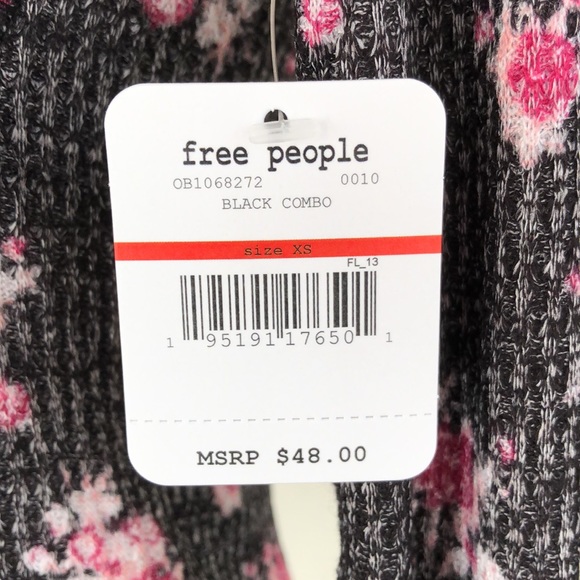 free people
OB1068272 0010
BLACK COMBO
size XS
FL_13
1 95191 17650 1
MSRP $48.00